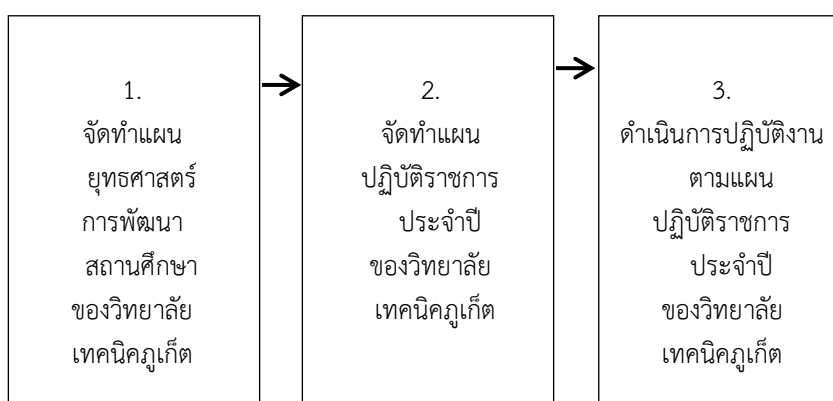 1.
จัดทำแผน
ยุทธศาสตร์
การพัฒนา
สถานศึกษา
ของวิทยาลัย
เทคนิคภูเก็ต
2.
จัดทำแผน
ปฏิบัติราชการ
ประจำปี
ของวิทยาลัย
เทคนิคภูเก็ต
3.
ดำเนินการปฏิบัติงาน
ตามแผน
ปฏิบัติราชการ
ประจำปี
ของวิทยาลัย
เทคนิคภูเก็ต